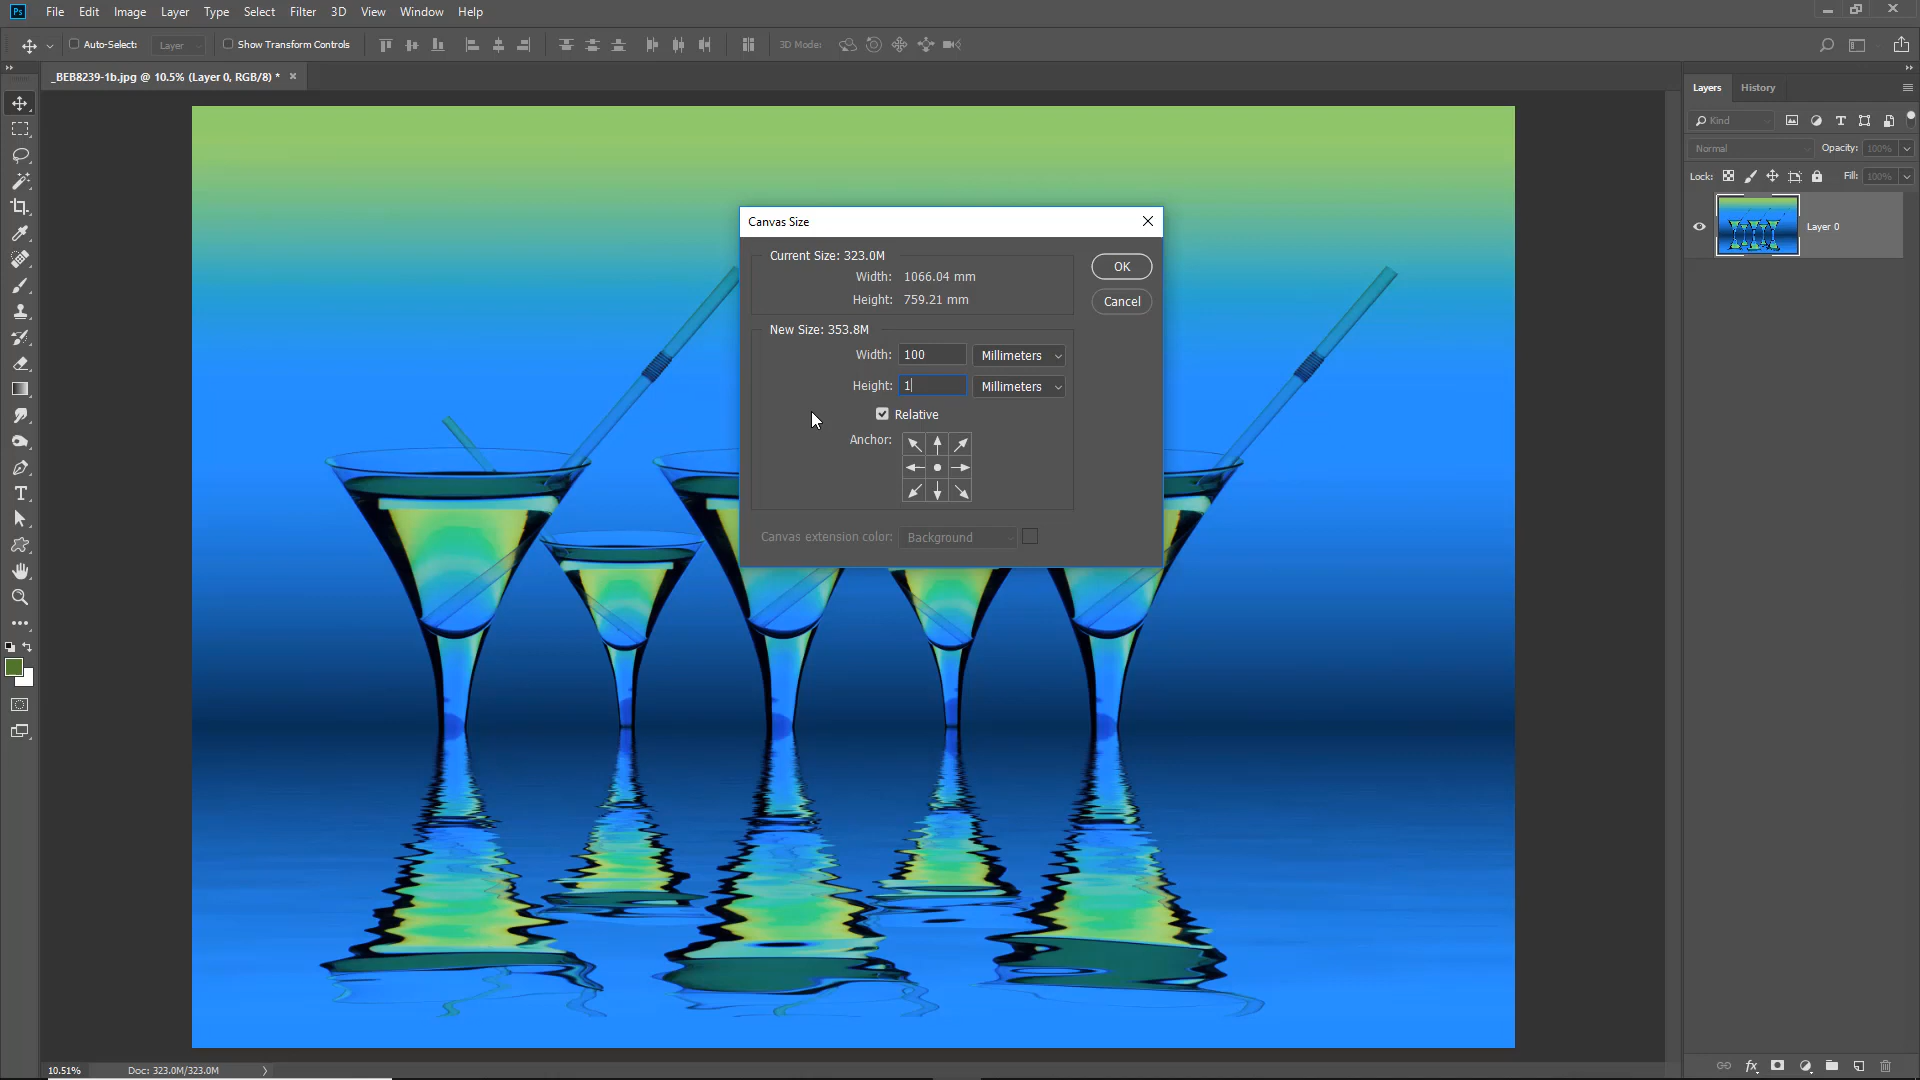 Ps File Edit Image Layer Type Select Filter 3D View Window Help
Auto-Select: Layer Show Transform Controls 3D Mode:
_BEB8239-1b.jpg @ 10.5% (Layer 0, RGB/8) * ×
Layers History
Kind
Normal Opacity: 100%
Lock: Fill: 100%
Layer 0
Canvas Size
Current Size: 323.0M
Width: 1066.04 mm
Height: 759.21 mm
OK
Cancel
New Size: 353.8M
Width: 100 Millimeters
Height: 1 Millimeters
Relative
Anchor:
Canvas extension color: Background
10.51% Doc: 323.0M/323.0M